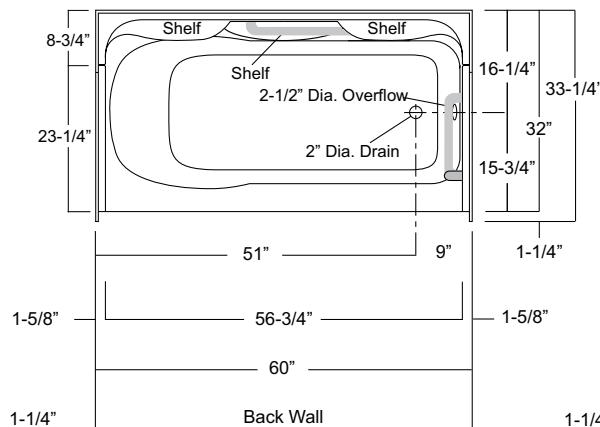 8-3/4”
Shelf
Shelf
Shelf
16-1/4”
33-1/4”
2-1/2” Dia. Overflow
32”
23-1/4”
2” Dia. Drain
15-3/4”
51”
9”
1-1/4”
1-5/8”
56-3/4”
1-5/8”
60”
1-1/4”
Back Wall